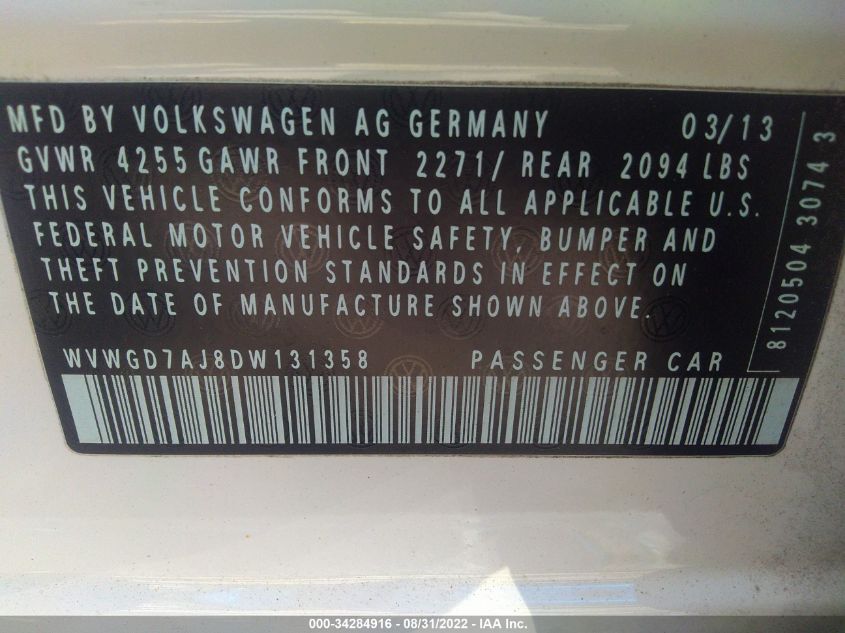 MFD BY VOLKSWAGEN AG GERMANY 03/13
GVWR 4255 GAWR FRONT 2271/ REAR 2094 LBS
THIS VEHICLE CONFORMS TO ALL APPLICABLE U.S.
FEDERAL MOTOR VEHICLE SAFETY, BUMPER AND
THEFT PREVENTION STANDARDS IN EFFECT ON
THE DATE OF MANUFACTURE SHOWN ABOVE.
WVWGD7AJ8DW131358 PASSENGER CAR
8120504 3074 3
000-34284916 - 08/31/2022 - IAA Inc.